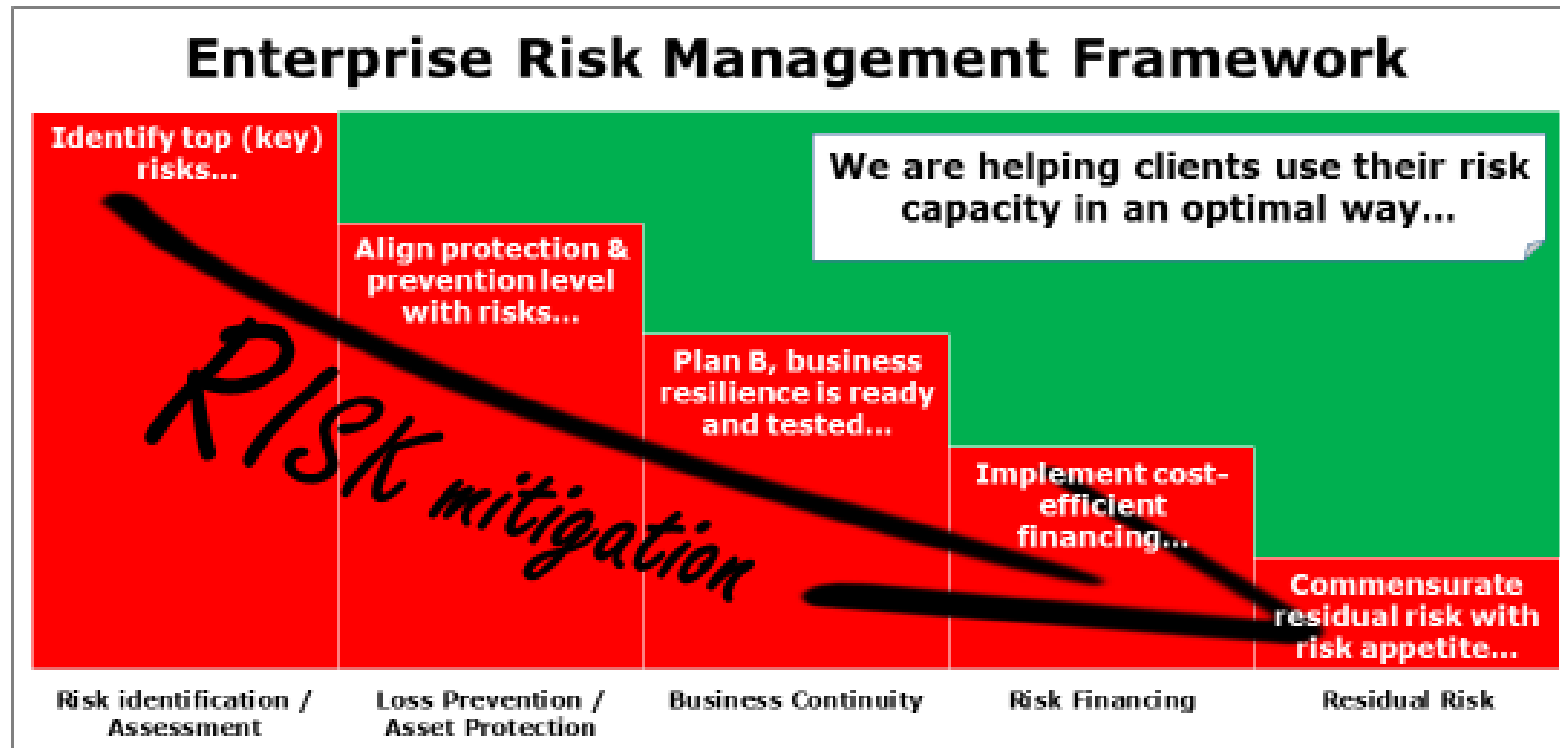 Enterprise Risk Management Framework
Identify top (key)
risks...
We are helping clients use their risk
capacity in an optimal way...
Align protection &
prevention level
with risks...
Plan B, business
resilience is ready
and tested...
Implement cost-
efficient
financing...
Commensurate
residual risk with
risk appetite...
RISK mitigation
Risk identification /
Assessment
Loss Prevention /
Asset Protection
Business Continuity
Risk Financing
Residual Risk